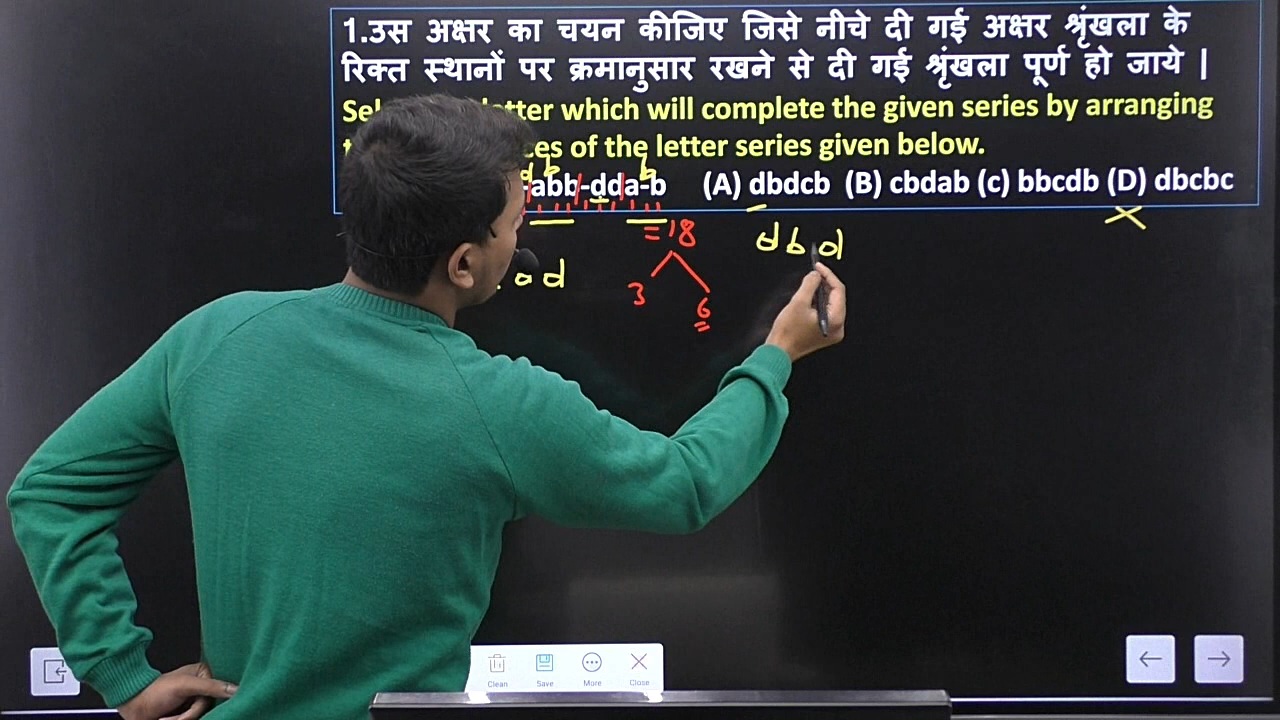 1.उस अक्षर का चयन कीजिए जिसे नीचे दी गई अक्षर श्रृंखला के
रिक्त स्थानों पर क्रमानुसार रखने से दी गई श्रृंखला पूर्ण हो जाये |
which will complete the given series by arranging
of the letter series given below.
b b
-abb-dda-b (A) dbdcb (B) cbdab (c) bbcdb (D) dbcbc
=18
d b d
a d
3
6
Clean Save More Close